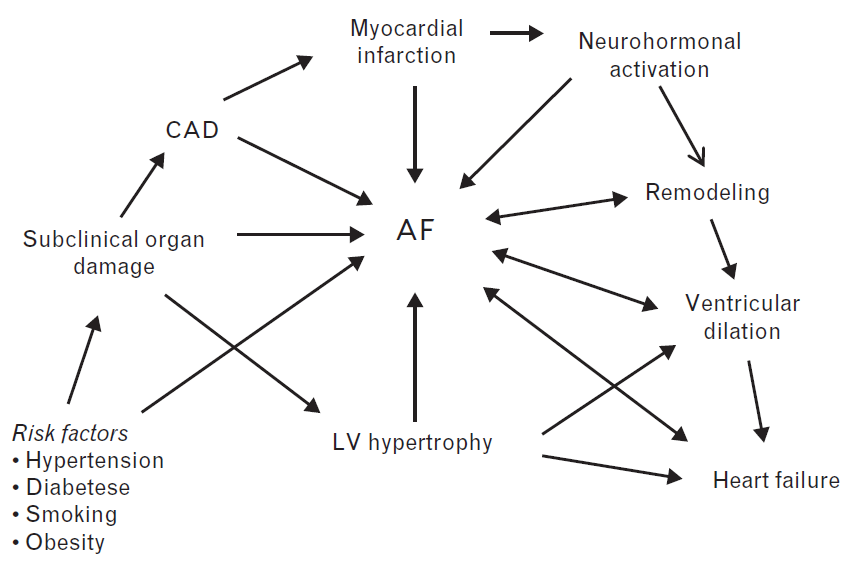 Myocardial
infarction
Neurohormonal
activation
CAD
Remodeling
AF
Subclinical organ
damage
Ventricular
dilation
Risk factors
• Hypertension
• Diabetese
• Smoking
• Obesity
LV hypertrophy
Heart failure